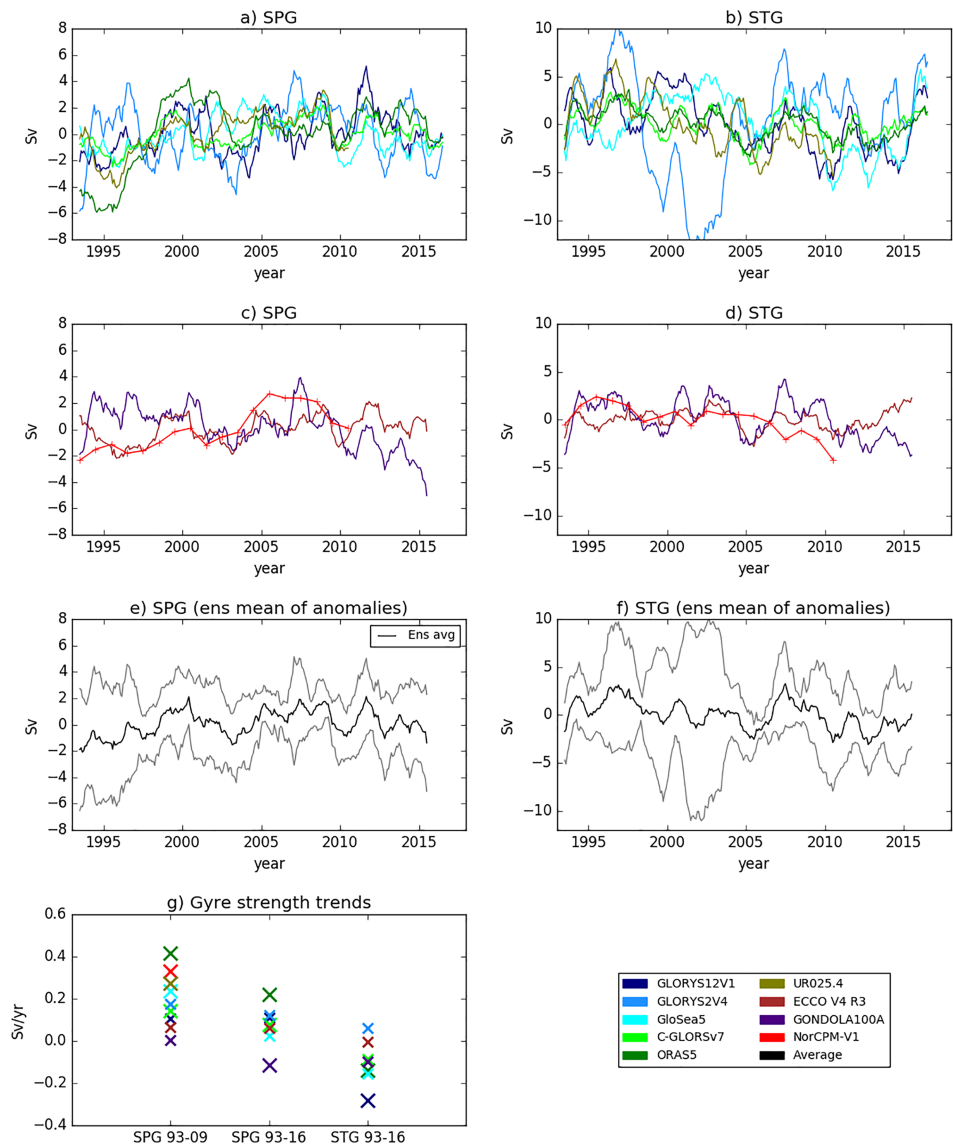 a) SPG
8
6
4
2
0
−2
−4
−6
−8
Sv
1995 2000 2005 2010 2015
year
b) STG
10
5
0
−5
−10
Sv
1995 2000 2005 2010 2015
year
c) SPG
8
6
4
2
0
−2
−4
−6
−8
Sv
1995 2000 2005 2010 2015
year
d) STG
10
5
0
−5
−10
Sv
1995 2000 2005 2010 2015
year
e) SPG (ens mean of anomalies)
Ens avg
8
6
4
2
0
−2
−4
−6
−8
Sv
1995 2000 2005 2010 2015
year
f) STG (ens mean of anomalies)
10
5
0
−5
−10
Sv
1995 2000 2005 2010 2015
year
g) Gyre strength trends
0.6
0.4
0.2
0.0
−0.2
−0.4
Sv/yr
SPG 93-09 SPG 93-16 STG 93-16
GLORYS12V1
GLORYS2V4
GloSea5
C-GLORSv7
ORAS5
UR025.4
ECCO V4 R3
GONDOLA100A
NorCPM-V1
Average